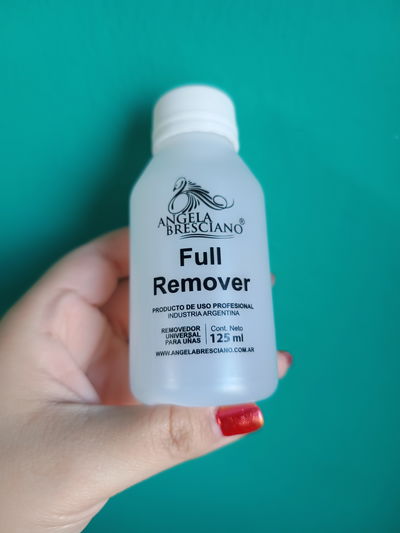 ANGELA
BRESCIANO®
Full
Remover
PRODUCTO DE USO PROFESIONAL
INDUSTRIA ARGENTINA
REMOVEDOR
UNIVERSAL
PARA UÑAS
Cont. Neto
125 ml
WWW.ANGELABRESCIANO.COM.AR